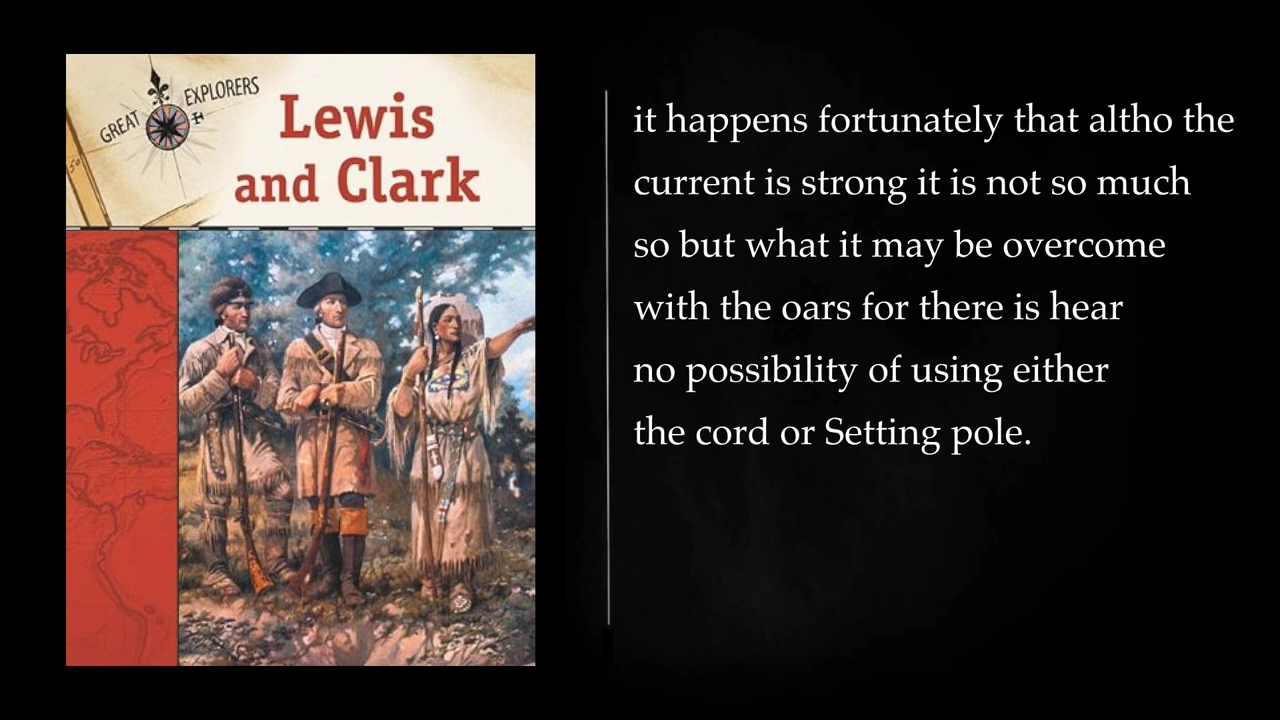 GREAT EXPLORERS
Lewis
and Clark
50
it happens fortunately that altho the
current is strong it is not so much
so but what it may be overcome
with the oars for there is hear
no possibility of using either
the cord or Setting pole.